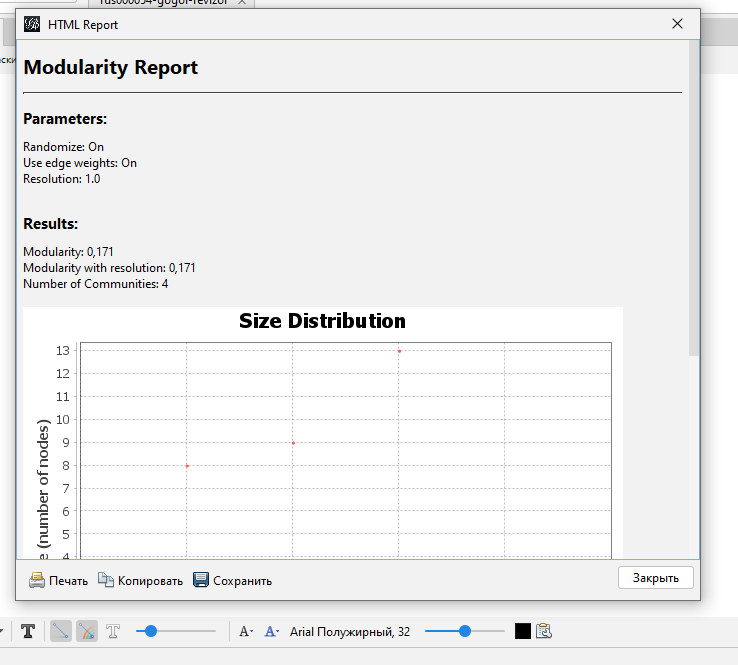 rus000054-gogol-revizor
HTML Report
Modularity Report
Parameters:
Randomize: On
Use edge weights: On
Resolution: 1.0
Results:
Modularity: 0,171
Modularity with resolution: 0,171
Number of Communities: 4
Size Distribution
13
12
11
10
9
8
7
6
5
4
(number of nodes)
Печать Копировать Сохранить Закрыть
T T A- A- Arial Полужирный, 32